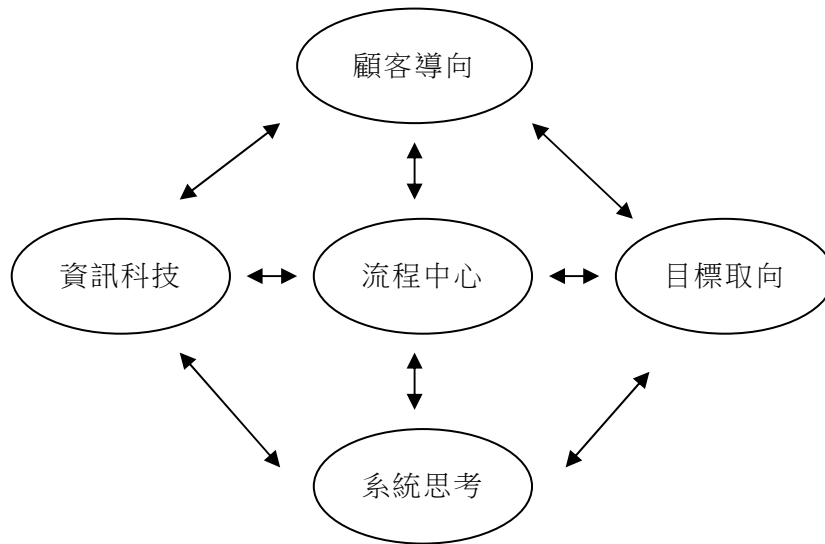 顧客導向
資訊科技
流程中心
目標取向
系統思考